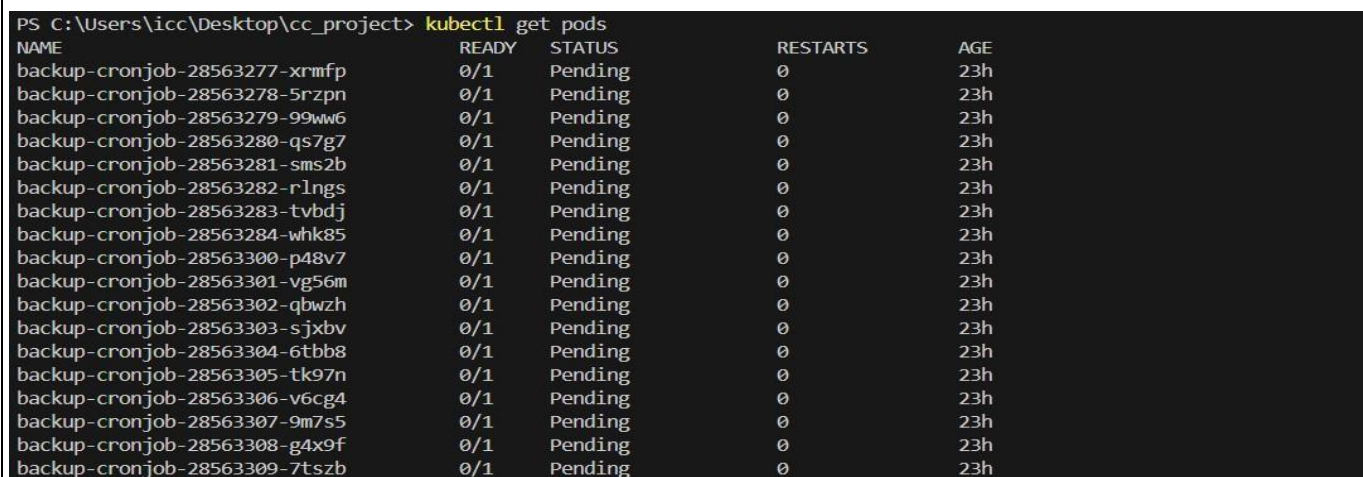 PS C:\Users\icc\Desktop\cc_project> kubectl get pods
NAME READY STATUS RESTARTS AGE
backup-cronjob-28563277-xrmfp 0/1 Pending 0 23h
backup-cronjob-28563278-5rzpn 0/1 Pending 0 23h
backup-cronjob-28563279-99ww6 0/1 Pending 0 23h
backup-cronjob-28563280-qs7g7 0/1 Pending 0 23h
backup-cronjob-28563281-sms2b 0/1 Pending 0 23h
backup-cronjob-28563282-rlngs 0/1 Pending 0 23h
backup-cronjob-28563283-tvbdj 0/1 Pending 0 23h
backup-cronjob-28563284-whk85 0/1 Pending 0 23h
backup-cronjob-28563300-p48v7 0/1 Pending 0 23h
backup-cronjob-28563301-vg56m 0/1 Pending 0 23h
backup-cronjob-28563302-qbwzh 0/1 Pending 0 23h
backup-cronjob-28563303-sjxbv 0/1 Pending 0 23h
backup-cronjob-28563304-6tbb8 0/1 Pending 0 23h
backup-cronjob-28563305-tk97n 0/1 Pending 0 23h
backup-cronjob-28563306-v6cg4 0/1 Pending 0 23h
backup-cronjob-28563307-9m7s5 0/1 Pending 0 23h
backup-cronjob-28563308-g4x9f 0/1 Pending 0 23h
backup-cronjob-28563309-7tszb 0/1 Pending 0 23h